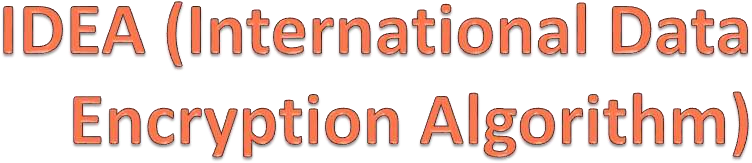 IDEA (International Data
Encryption Algorithm)